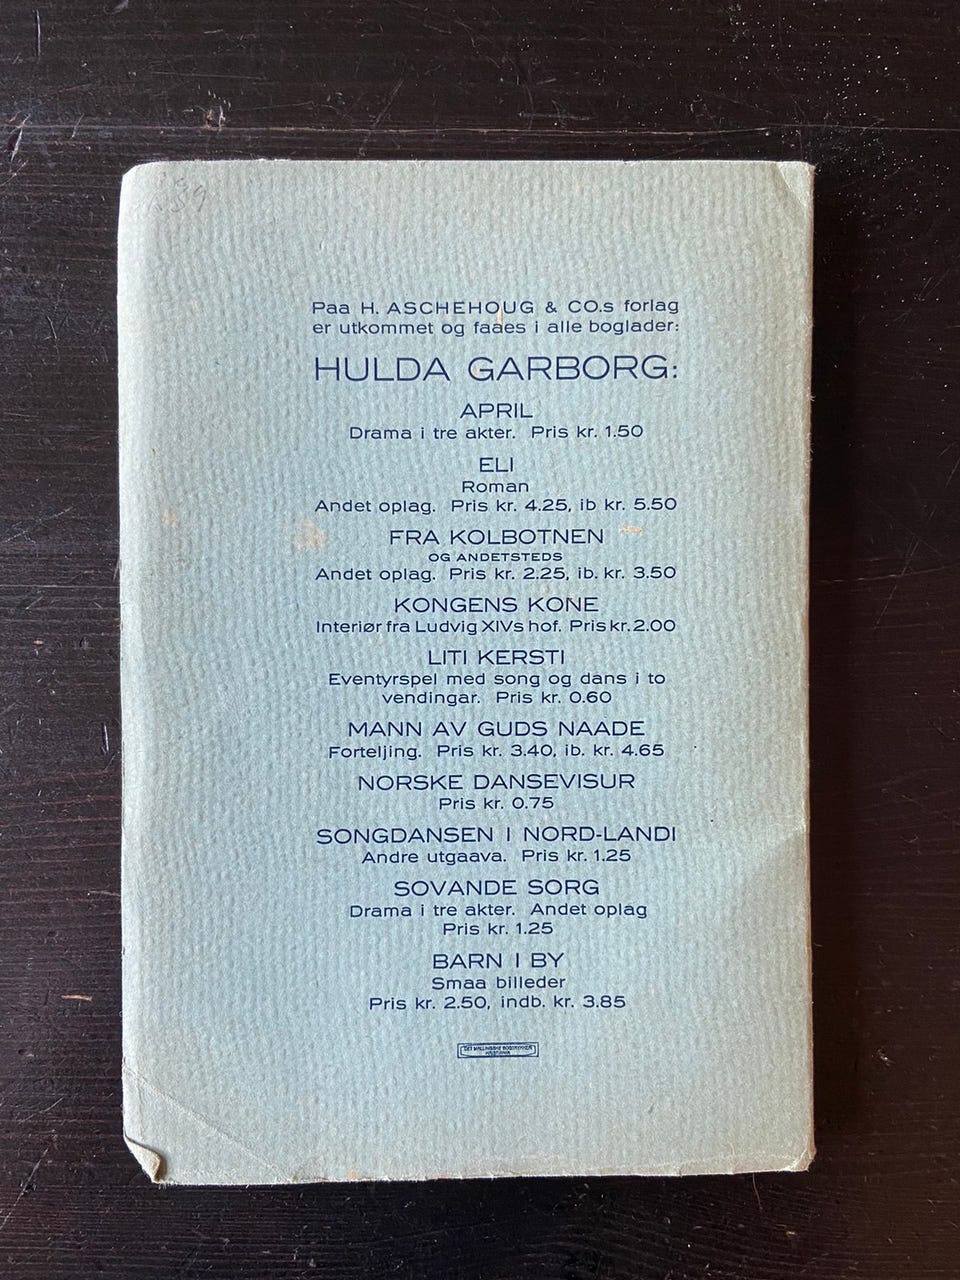 Paa H. ASCHEHOUG & CO.s forlag
er utkommet og faaes i alle boglader:
HULDA GARBORG:
APRIL
Drama i tre akter. Pris kr. 1.50
ELI
Roman
Andet oplag. Pris kr. 4.25, ib kr. 5.50
FRA KOLBOTNEN
OG ANDETSTEDS
Andet oplag. Pris kr. 2.25, ib. kr. 3.50
KONGENS KONE
Interiør fra Ludvig XIVs hof. Pris kr. 2.00
LITI KERSTI
Eventyrspel med song og dans i to
vendingar. Pris kr. 0.60
MANN AV GUDS NAADE
Forteljing. Pris kr. 3.40, ib. kr. 4.65
NORSKE DANSEVISUR
Pris kr. 0.75
SONGDANSEN I NORD-LANDI
Andre utgaava. Pris kr. 1.25
SOVANDE SORG
Drama i tre akter. Andet oplag
Pris kr. 1.25
BARN I BY
Smaa billeder
Pris kr. 2.50, indb. kr. 3.85